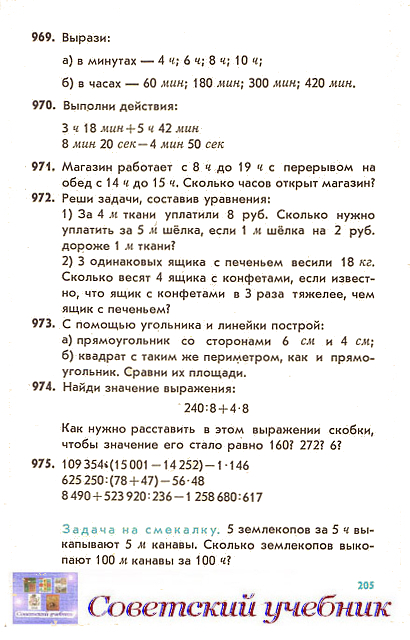 969. Вырази:
а) в минутах — 4 ч; 6 ч; 8 ч; 10 ч;
б) в часах — 60 мин; 180 мин; 300 мин; 420 мин.
970. Выполни действия:
3 ч 18 мин+5 ч 42 мин
8 мин 20 сек—4 мин 50 сек
971. Магазин работает с 8 ч до 19 ч с перерывом на
обед с 14 ч до 15 ч. Сколько часов открыт магазин?
972. Реши задачи, составив уравнения:
1) За 4 м ткани уплатили 8 руб. Сколько нужно
уплатить за 5 м шёлка, если 1 м шёлка на 2 руб.
дороже 1 м ткани?
2) 3 одинаковых ящика с печеньем весили 18 кг.
Сколько весят 4 ящика с конфетами, если извест-
но, что ящик с конфетами в 3 раза тяжелее, чем
ящик с печеньем?
973. С помощью угольника и линейки построй:
а) прямоугольник со сторонами 6 см и 4 см;
б) квадрат с таким же периметром, как и прямо-
угольник. Сравни их площади.
974. Найди значение выражения:
240:8+4·8
Как нужно расставить в этом выражении скобки,
чтобы значение его стало равно 160? 272? 6?
975. 109 354:(15 001—14 252)—1·146
625 250:(78+47)—56·48
8 490+523 920:236—1 258 680:617
Задача на смекалку. 5 землекопов за 5 ч вы-
капывают 5 м канавы. Сколько землекопов выко-
пают 100 м канавы за 100 ч?
205
Советский учебник
Советский учебник